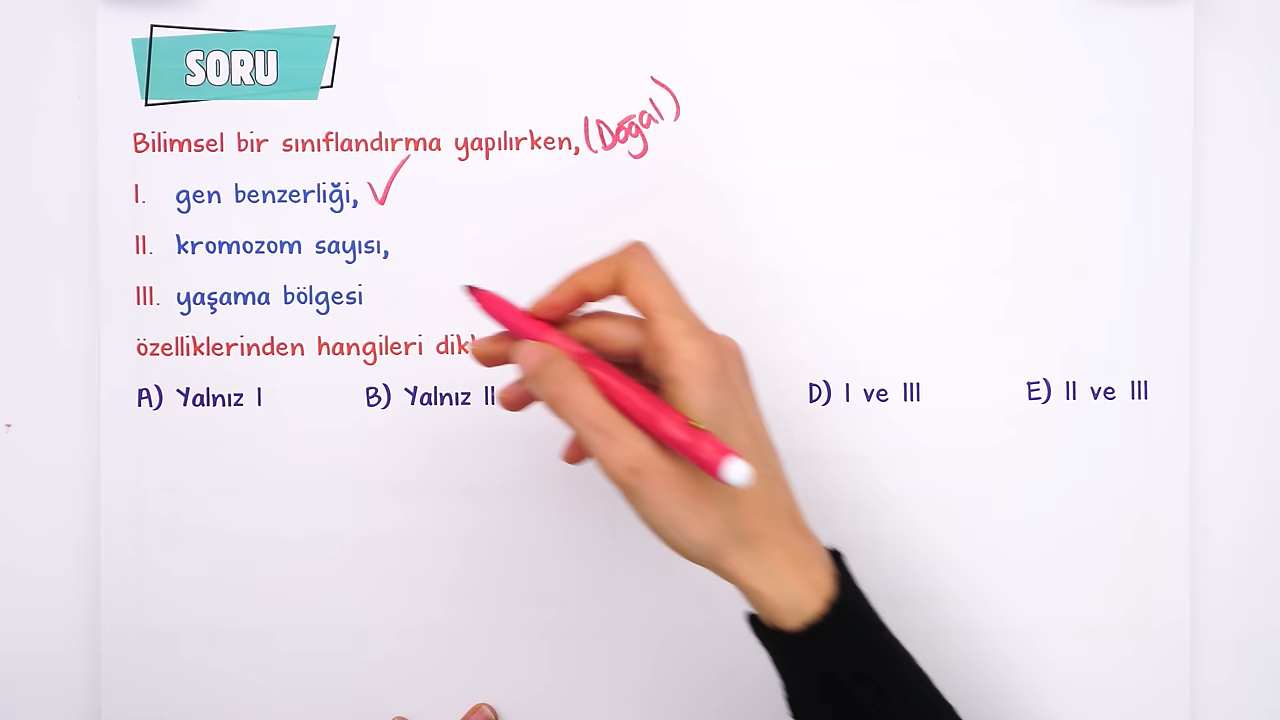 SORU
Bilimsel bir sınıflandırma yapılırken, (Doğal)
I. gen benzerliği,
II. kromozom sayısı,
III. yaşama bölgesi
özelliklerinden hangileri
A) Yalnız I B) Yalnız II D) I ve III E) II ve III